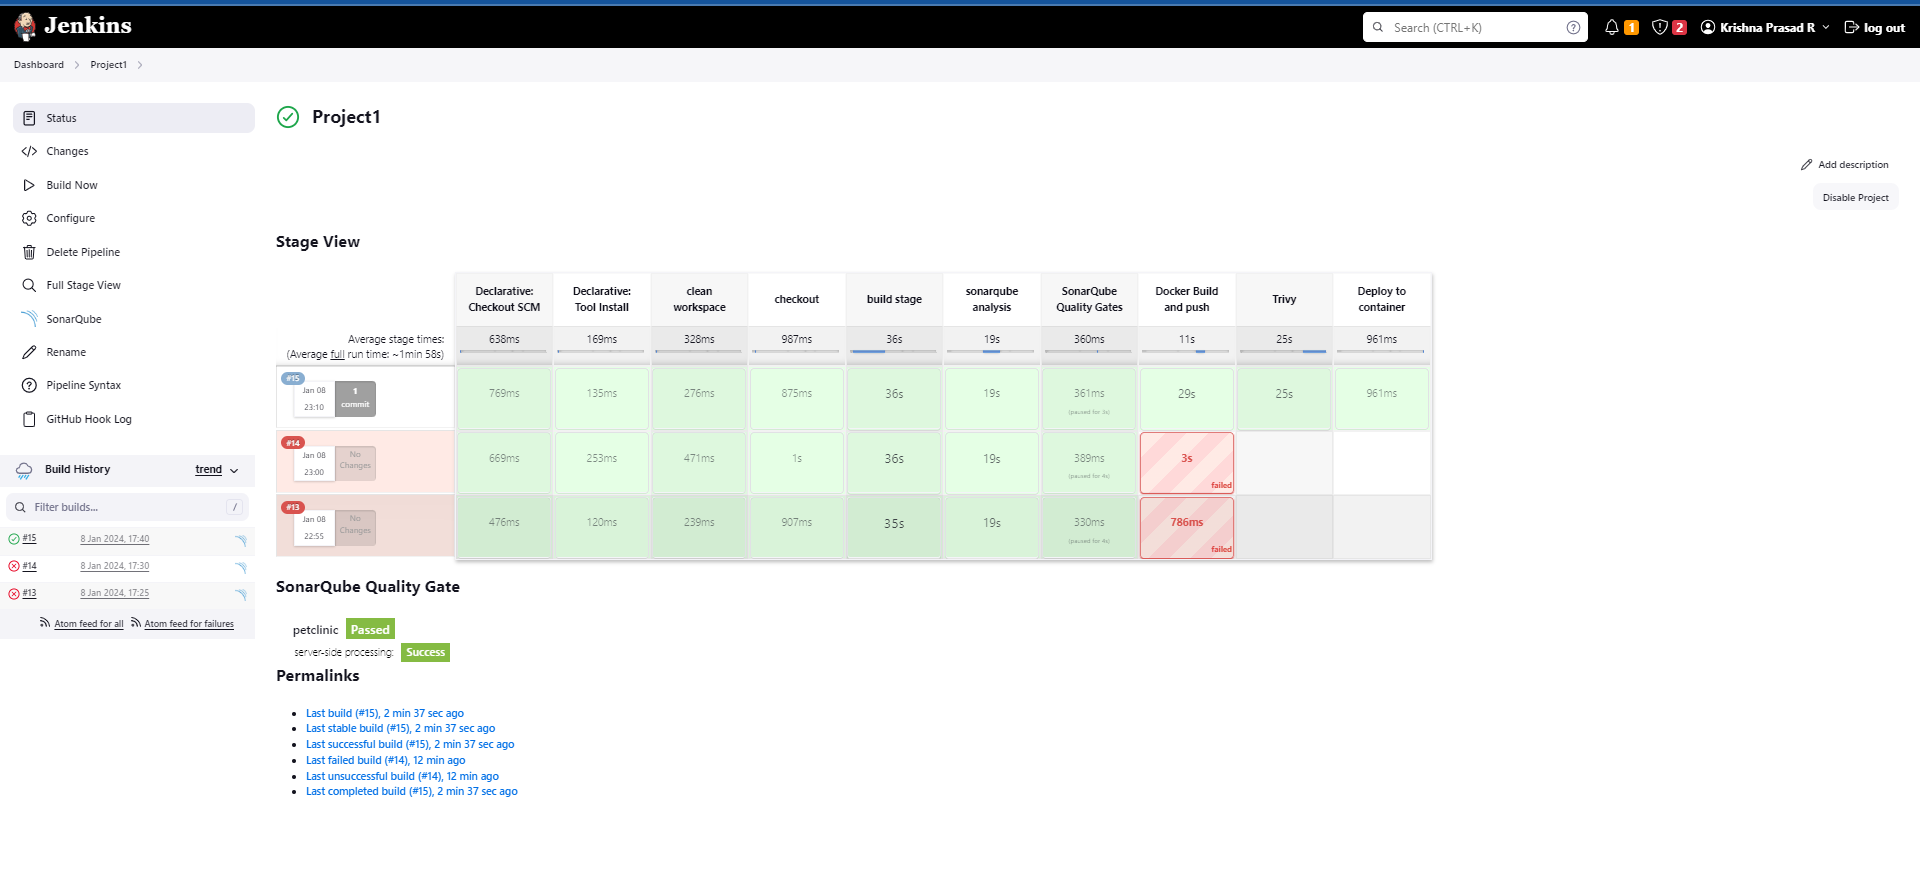 Jenkins
Search (CTRL+K)
1
2
Krishna Prasad R
log out
Dashboard
Project1
Status
Changes
Build Now
Configure
Delete Pipeline
Full Stage View
SonarQube
Rename
Pipeline Syntax
GitHub Hook Log
Build History
trend
Filter builds...
/
#15 8 Jan 2024, 17:40
#14 8 Jan 2024, 17:30
#13 8 Jan 2024, 17:25
Atom feed for all Atom feed for failures
Project1
Add description
Disable Project
Stage View
Declarative: Checkout SCM
Declarative: Tool Install
clean workspace
checkout
build stage
sonarqube analysis
SonarQube Quality Gates
Docker Build and push
Trivy
Deploy to container
Average stage times:
(Average full run time: ~1min 58s)
638ms 169ms 328ms 987ms 36s 19s 360ms 11s 25s 961ms
#15
Jan 08
23:10
1
commit
769ms 135ms 276ms 875ms 36s 19s 361ms 29s 25s 961ms
(paused for 3s)
#14
Jan 08
23:00
No
Changes
669ms 253ms 471ms 1s 36s 19s 389ms 3s
(paused for 4s)
failed
#13
Jan 08
22:55
No
Changes
476ms 120ms 239ms 907ms 35s 19s 330ms 786ms
(paused for 4s)
failed
SonarQube Quality Gate
petclinic Passed
server-side processing: Success
Permalinks
Last build (#15), 2 min 37 sec ago
Last stable build (#15), 2 min 37 sec ago
Last successful build (#15), 2 min 37 sec ago
Last failed build (#14), 12 min ago
Last unsuccessful build (#14), 12 min ago
Last completed build (#15), 2 min 37 sec ago